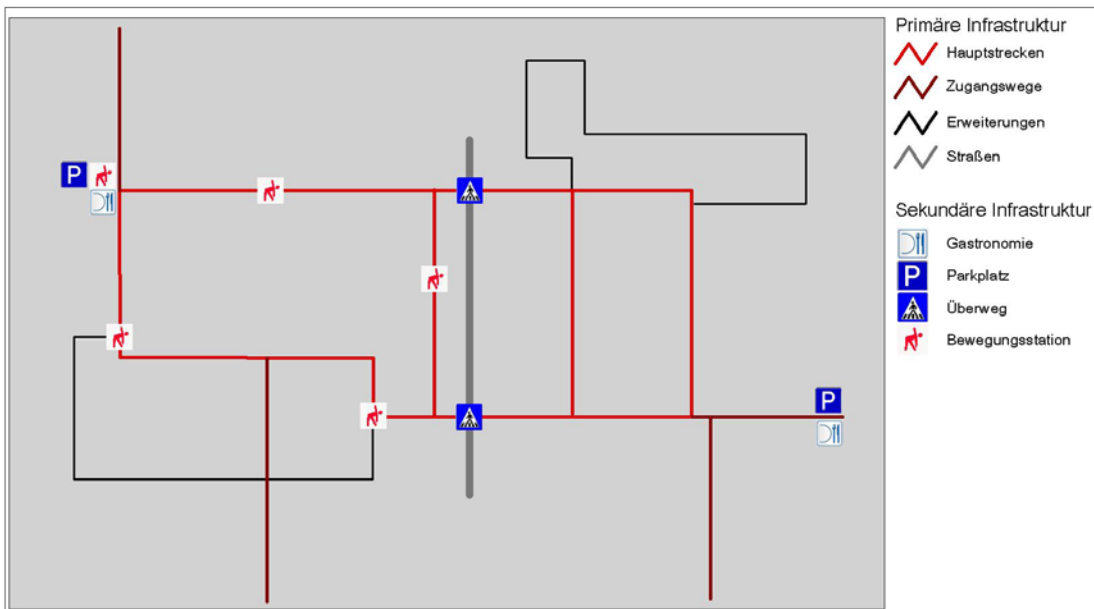 Primäre Infrastruktur
Hauptstrecken
Zugangswege
Erweiterungen
Straßen
Sekundäre Infrastruktur
Gastronomie
P Parkplatz
Überweg
Bewegungsstation
P
P